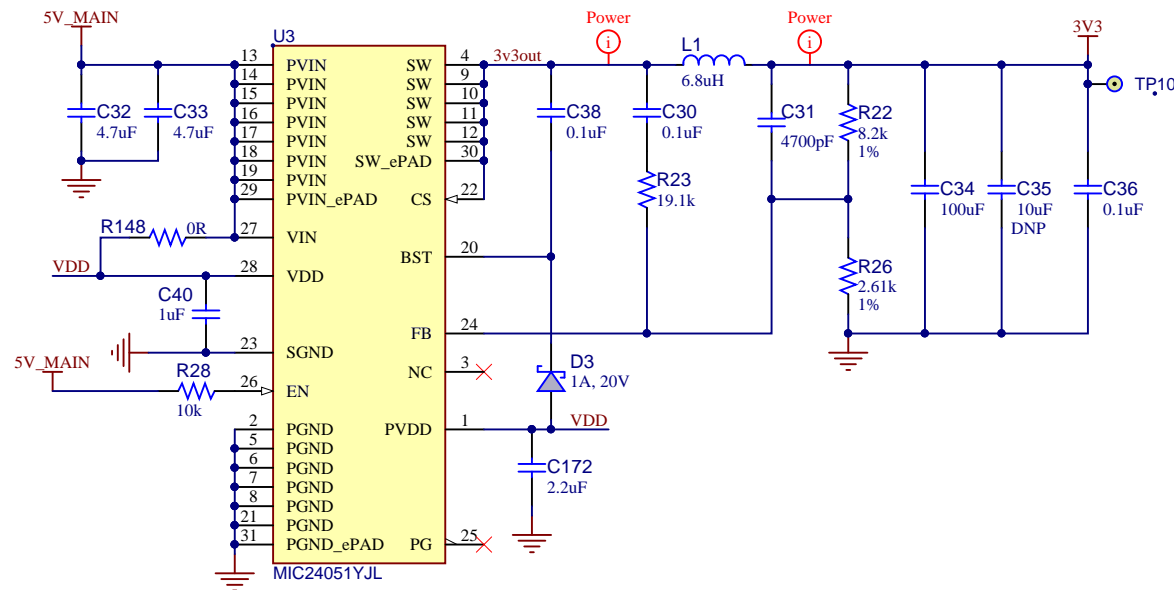 5V_MAIN
U3
Power
Power
3V3
13 PVIN
14 PVIN
15 PVIN
16 PVIN
17 PVIN
18 PVIN
19 PVIN
29 PVIN_ePAD
27 VIN
28 VDD
23 SGND
26 EN
2 PGND
5 PGND
6 PGND
7 PGND
8 PGND
21 PGND
31 PGND_ePAD
SW 4
SW 9
SW 10
SW 11
SW 12
SW_ePAD 30
CS 22
BST 20
FB 24
NC 3
PVDD 1
PG 25
MIC24051YJL
C32
4.7uF
C33
4.7uF
R148
0R
VDD
C40
1uF
5V_MAIN
R28
10k
3v3out
i
L1
6.8uH
i
C38
0.1uF
C30
0.1uF
R23
19.1k
C31
4700pF
R22
8.2k
1%
R26
2.61k
1%
C34
100uF
C35
10uF
DNP
C36
0.1uF
TP10
D3
1A, 20V
VDD
C172
2.2uF